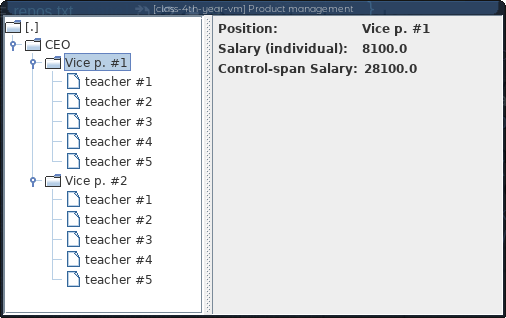 repos.txt
[class-4th-year-vm] Product management
[.]
CEO
Vice p. #1
teacher #1
teacher #2
teacher #3
teacher #4
teacher #5
Vice p. #2
teacher #1
teacher #2
teacher #3
teacher #4
teacher #5
Position: Vice p. #1
Salary (individual): 8100.0
Control-span Salary: 28100.0